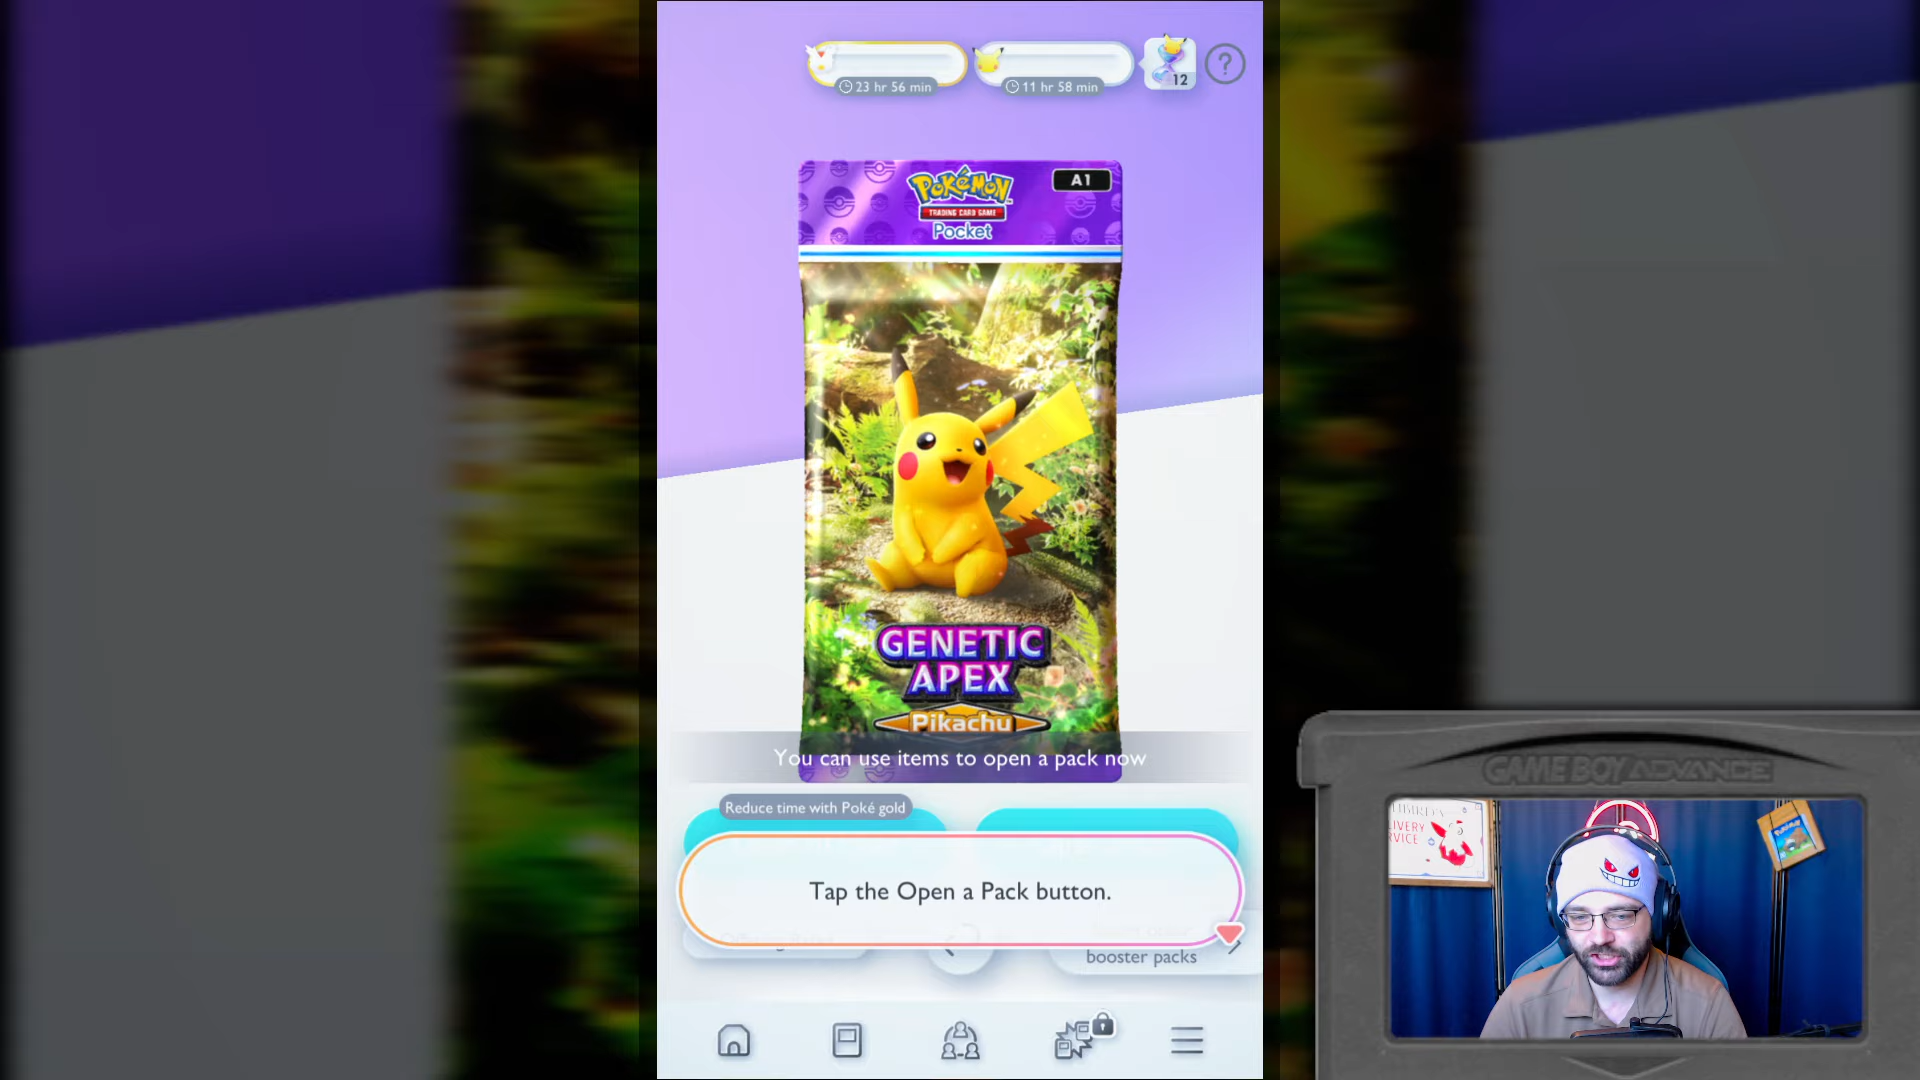 23 hr 56 min
11 hr 58 min
12
?
POKÉMON
TRADING CARD GAME
Pocket
A1
GENETIC
APEX
Pikachu
You can use items to open a pack now
Reduce time with Poké gold
Tap the Open a Pack button.
booster packs
GAME BOY ADVANCE